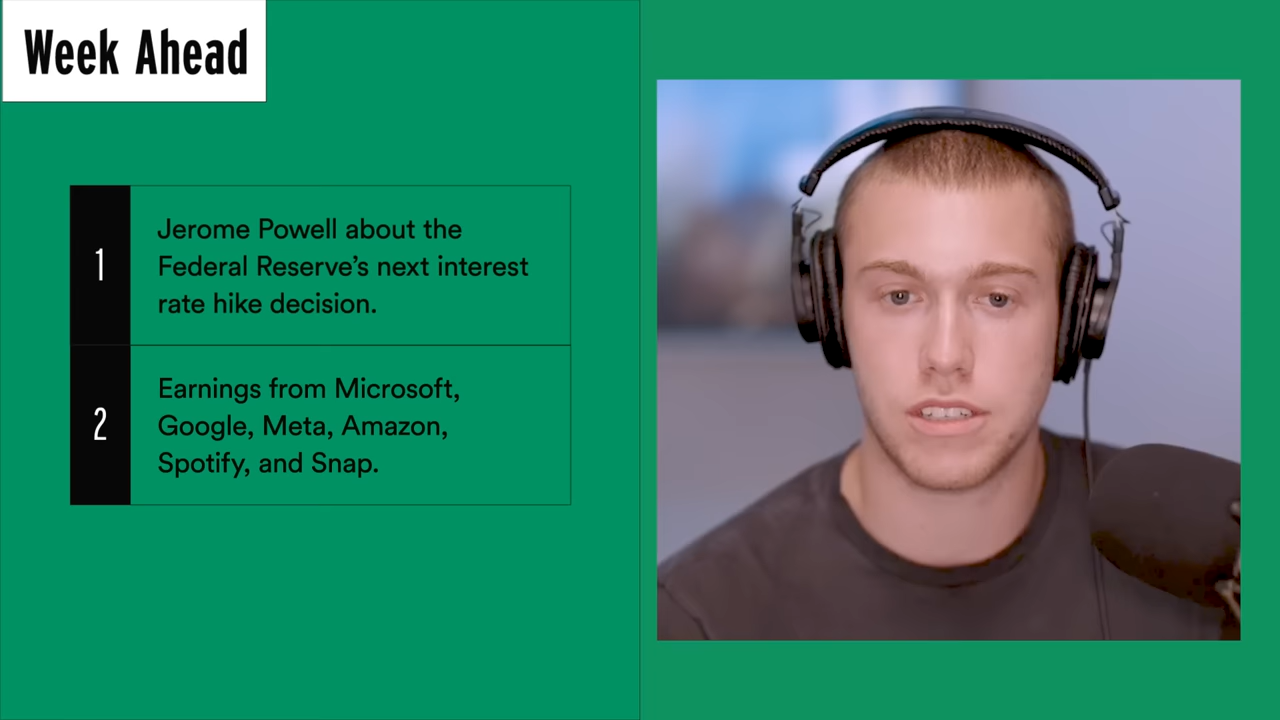 Week Ahead
1
Jerome Powell about the
Federal Reserve’s next interest
rate hike decision.
2
Earnings from Microsoft,
Google, Meta, Amazon,
Spotify, and Snap.